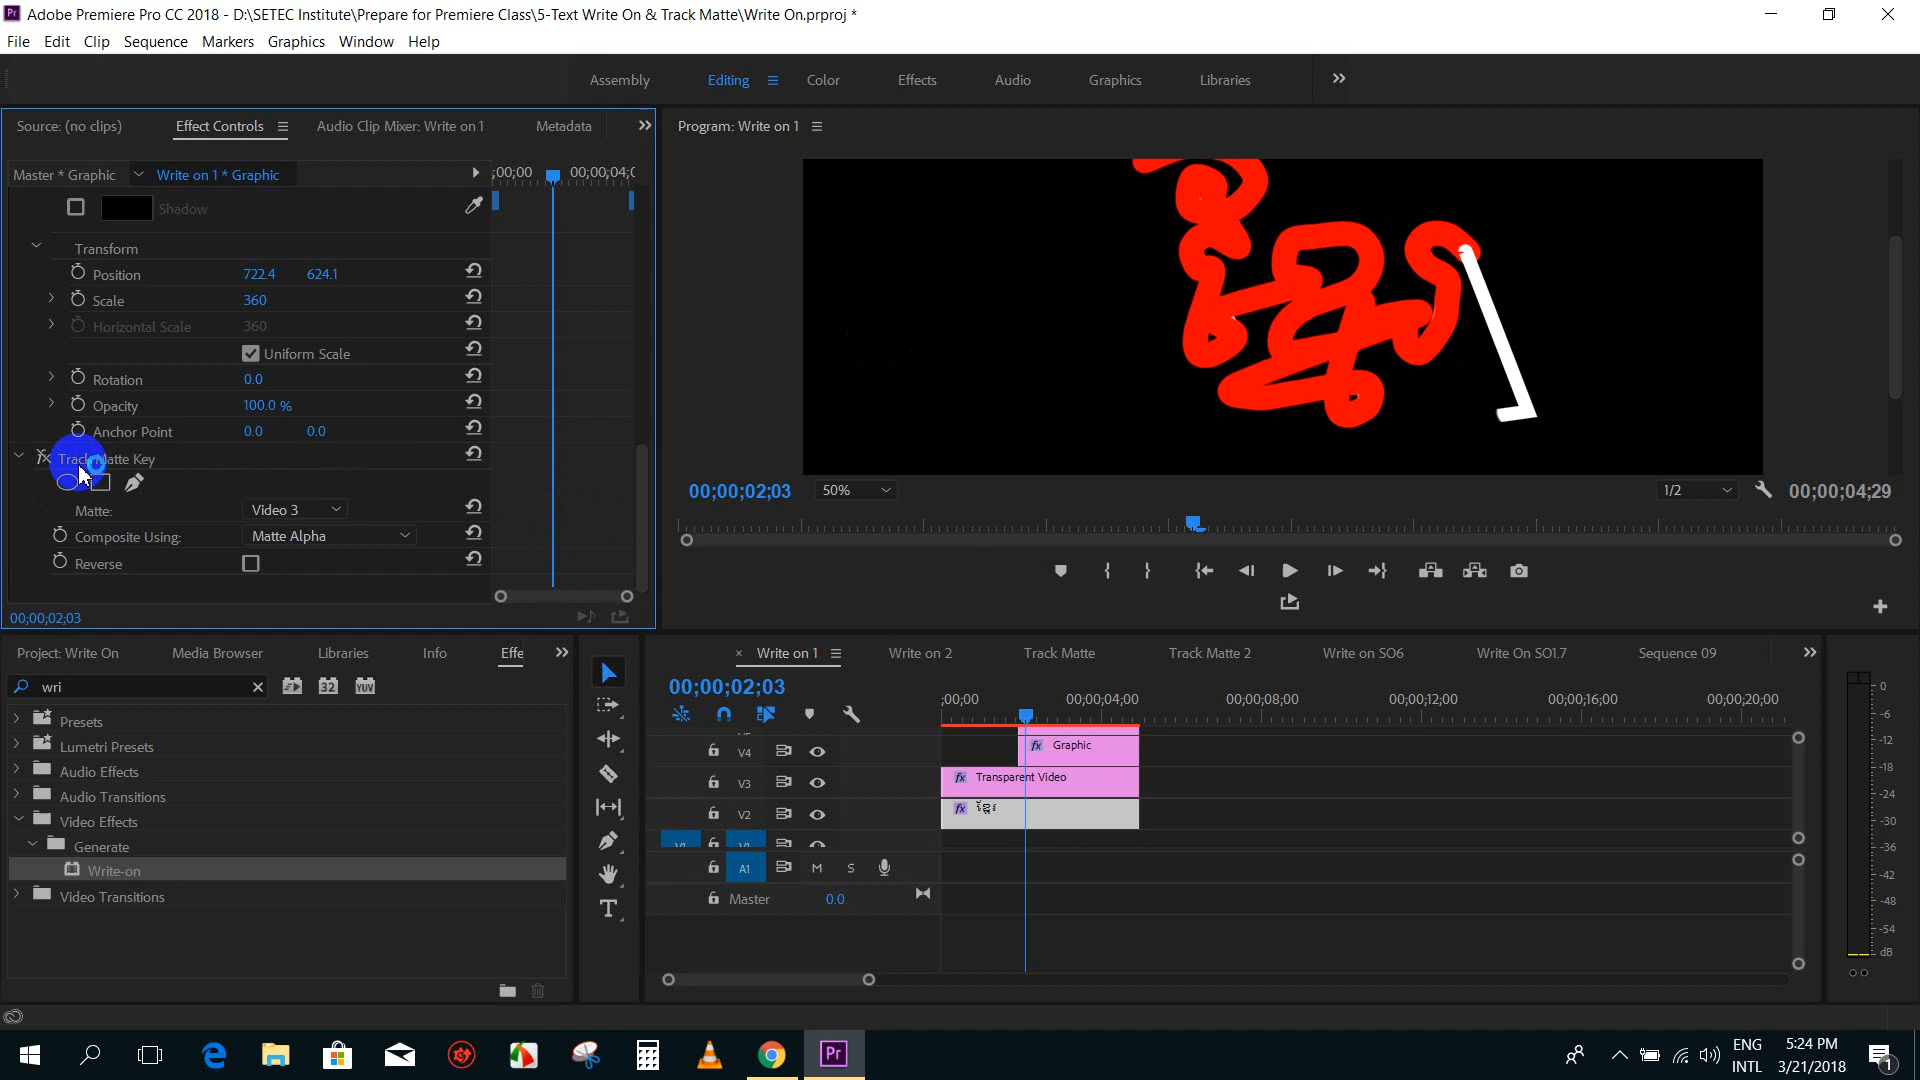 Adobe Premiere Pro CC 2018 - D:\SETEC Institute\Prepare for Premiere Class\5-Text Write On & Track Matte\Write On.prproj *
File Edit Clip Sequence Markers Graphics Window Help
Assembly Editing Color Effects Audio Graphics Libraries
Source: (no clips) Effect Controls Audio Clip Mixer: Write on 1 Metadata
Program: Write on 1
Master * Graphic Write on 1 * Graphic
;00;00 00;00;04;0
Shadow
Transform
Position 722.4 624.1
Scale 360
Horizontal Scale 360
Uniform Scale
Rotation 0.0
Opacity 100.0 %
Anchor Point 0.0 0.0
Track Matte Key
Matte: Video 3
Composite Using: Matte Alpha
Reverse
00;00;02;03
00;00;02;03 50% 1/2 00;00;04;29
Project: Write On Media Browser Libraries Info Effe
wri
32 YUV
Presets
Lumetri Presets
Audio Effects
Audio Transitions
Video Effects
Generate
Write-on
Video Transitions
Write on 1 Write on 2 Track Matte Track Matte 2 Write on SO6 Write On SO1.7 Sequence 09
00;00;02;03
;00;00 00;00;04;00 00;00;08;00 00;00;12;00 00;00;16;00 00;00;20;00
V4 Graphic
V3 Transparent Video
V2 ខ្មែរ
V1 V1
A1 M S
Master 0.0
0
-6
-12
-18
-24
-30
-36
-42
-48
-54
dB
ENG
INTL
5:24 PM
3/21/2018
1